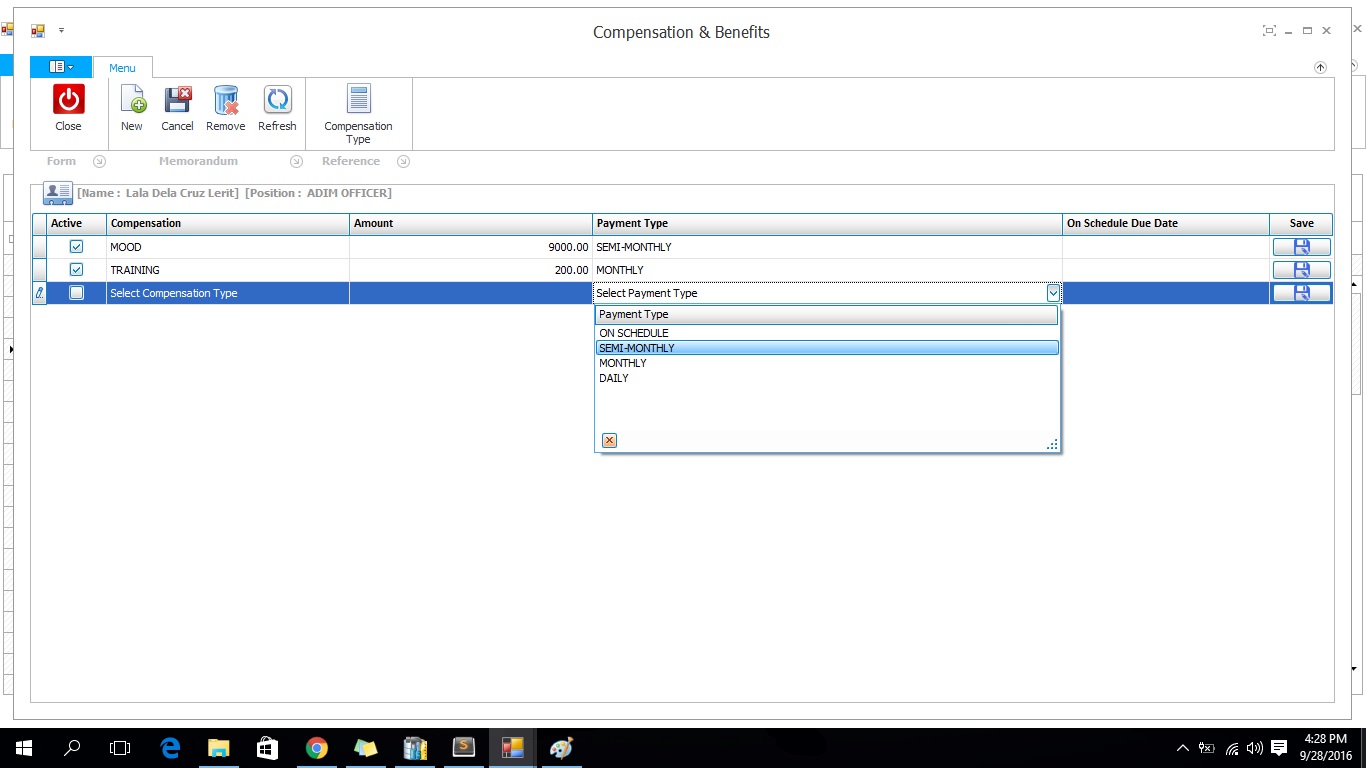 Compensation & Benefits
Menu
Close
New
Cancel
Remove
Refresh
Compensation
Type
Form
Memorandum
Reference
[Name : Lala Dela Cruz Lerit] [Position : ADIM OFFICER]
Active Compensation Amount Payment Type On Schedule Due Date Save
MOOD 9000.00 SEMI-MONTHLY
TRAINING 200.00 MONTHLY
Select Compensation Type Select Payment Type
Payment Type
ON SCHEDULE
SEMI-MONTHLY
MONTHLY
DAILY
4:28 PM
9/28/2016